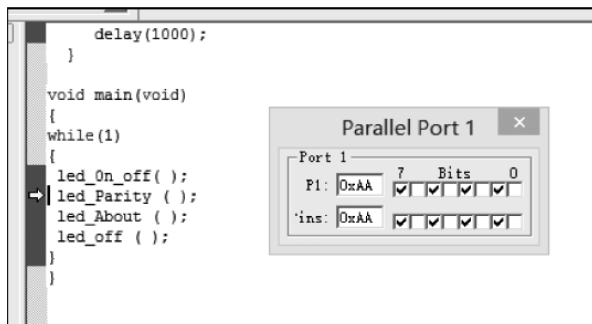 delay(1000);
}
void main(void)
{
while(1)
{
led_On_off( );
led_Parity ( );
led_About ( );
led_off ( );
}
}
Parallel Port 1
Port 1
7 Bits 0
P1: 0xAA
ins: 0xAA